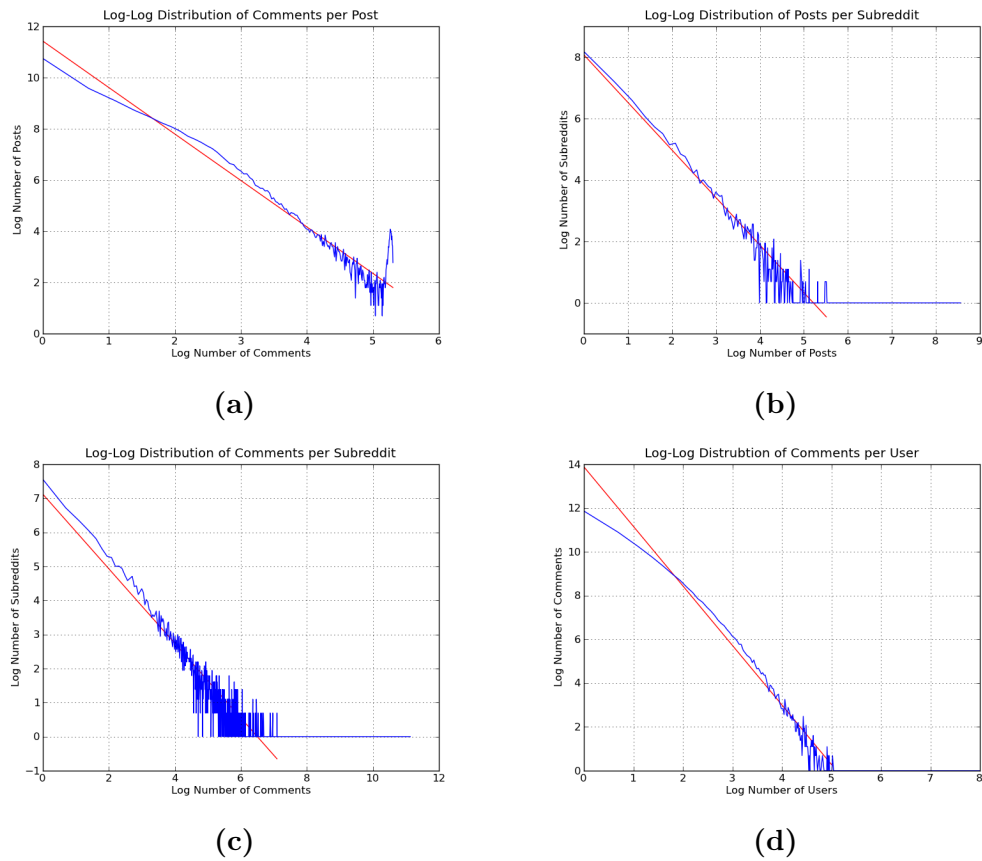 Log-Log Distribution of Comments per Post
12
10
8
6
4
2
0
Log Number of Posts
0 1 2 3 4 5 6
Log Number of Comments
(a)
Log-Log Distribution of Posts per Subreddit
8
6
4
2
0
Log Number of Subreddits
0 1 2 3 4 5 6 7 8 9
Log Number of Posts
(b)
Log-Log Distribution of Comments per Subreddit
8
7
6
5
4
3
2
1
0
−1
Log Number of Subreddits
0 2 4 6 8 10 12
Log Number of Comments
(c)
Log-Log Distrubtion of Comments per User
14
12
10
8
6
4
2
0
Log Number of Comments
0 1 2 3 4 5 6 7 8
Log Number of Users
(d)